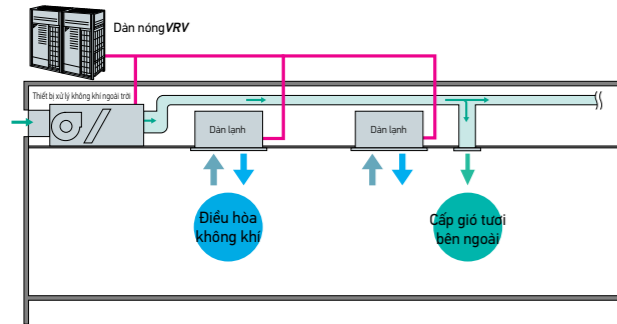 Dàn nóng VRV
Thiết bị xử lý không khí ngoài trời
Dàn lạnh
Dàn lạnh
Điều hòa
không khí
Cấp gió tươi
bên ngoài